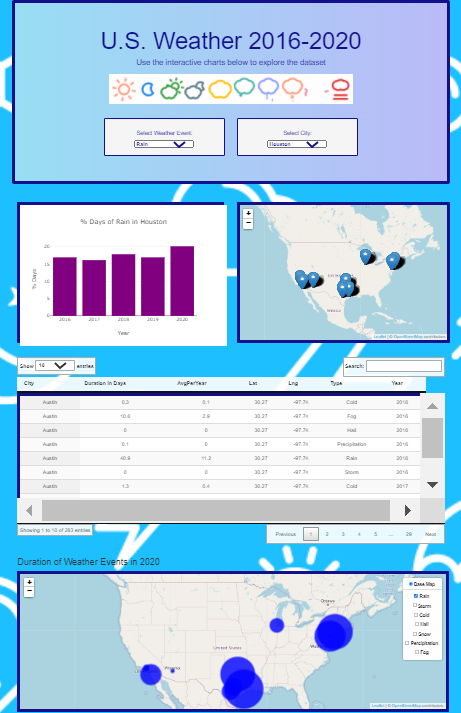 U.S. Weather 2016-2020
Use the interactive charts below to explore the dataset
Select Weather Event:
Rain
Select City:
Houston
% Days of Rain in Houston
20
15
10
5
0
% Days
2016 2017 2018 2019 2020
Year
+
−
United
Mexico
Leaflet | © OpenStreetMap contributors
Show 10 entries
Search:
City Duration in Days AvgPerYear Lat Lng Type Year
Austin 0.3 0.1 30.27 -97.74 Cold 2016
Austin 10.6 2.9 30.27 -97.74 Fog 2016
Austin 0 0 30.27 -97.74 Hail 2016
Austin 0.1 0 30.27 -97.74 Precipitation 2016
Austin 40.9 11.2 30.27 -97.74 Rain 2016
Austin 0 0 30.27 -97.74 Storm 2016
Austin 1.3 0.4 30.27 -97.74 Cold 2017
Showing 1 to 10 of 283 entries
Previous 1 2 3 4 5 ... 29 Next
Duration of Weather Events in 2020
+
−
Ottawa
United States
Base Map
Rain
Storm
Cold
Hail
Snow
Percipitation
Fog
Leaflet | © OpenStreetMap contributors